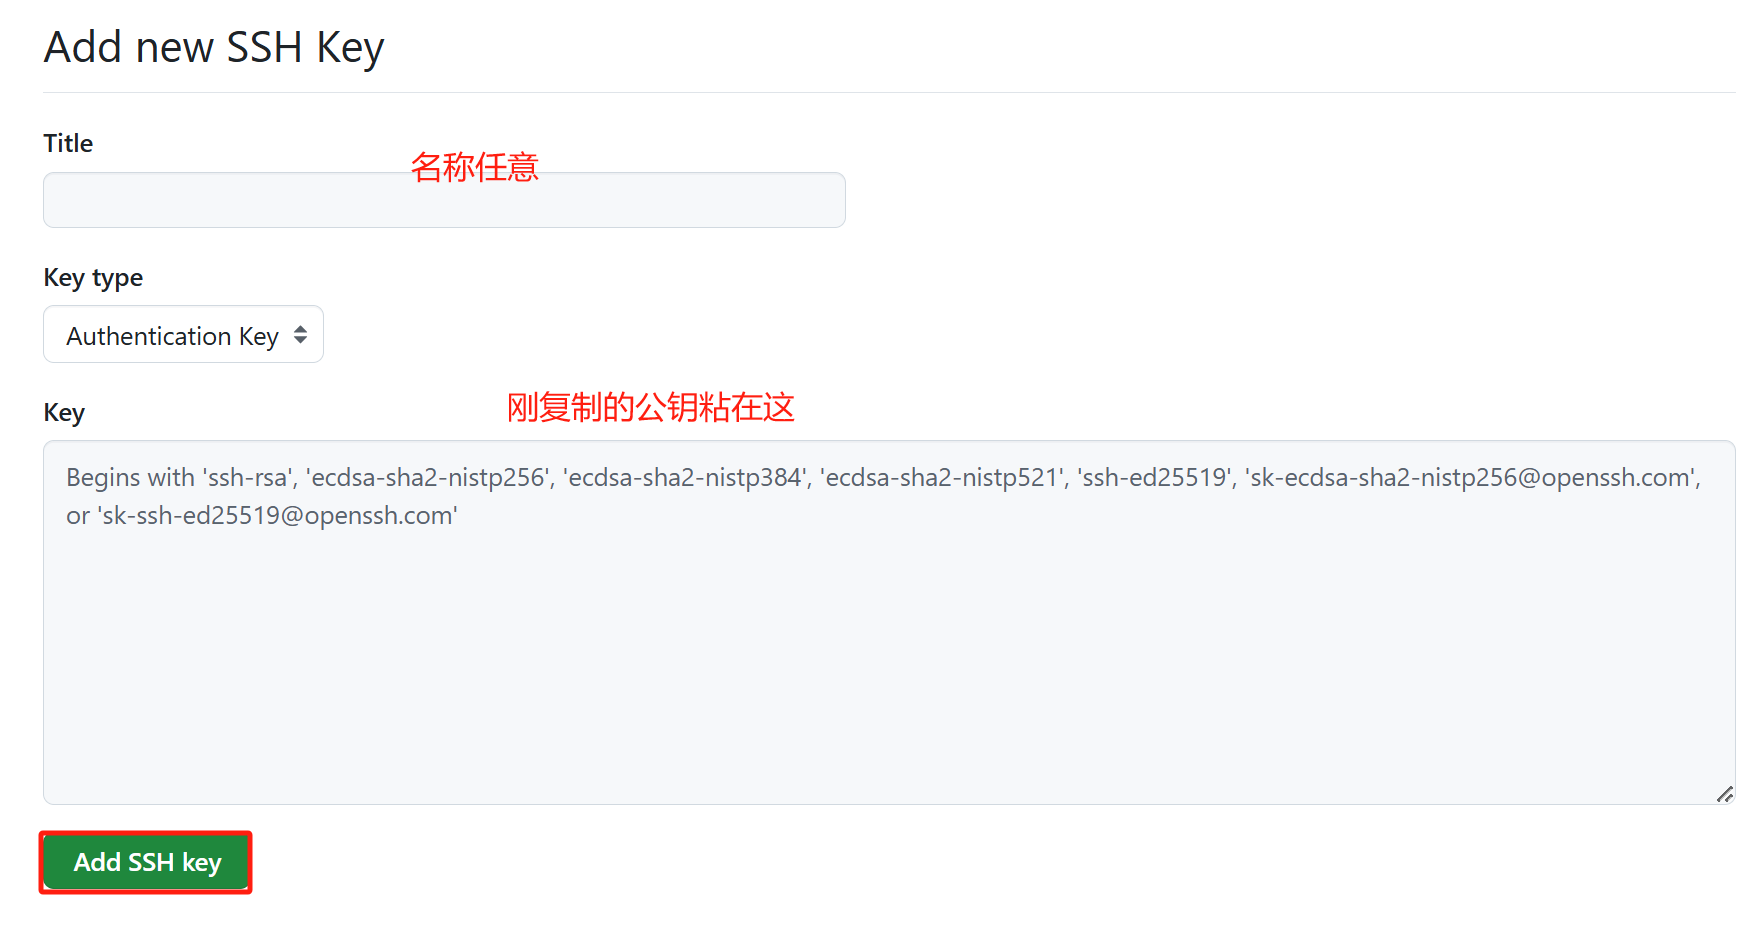 Add new SSH Key
Title
名称任意
Key type
Authentication Key
Key
刚复制的公钥粘在这
Begins with 'ssh-rsa', 'ecdsa-sha2-nistp256', 'ecdsa-sha2-nistp384', 'ecdsa-sha2-nistp521', 'ssh-ed25519', 'sk-ecdsa-sha2-nistp256@openssh.com',
or 'sk-ssh-ed25519@openssh.com'
Add SSH key